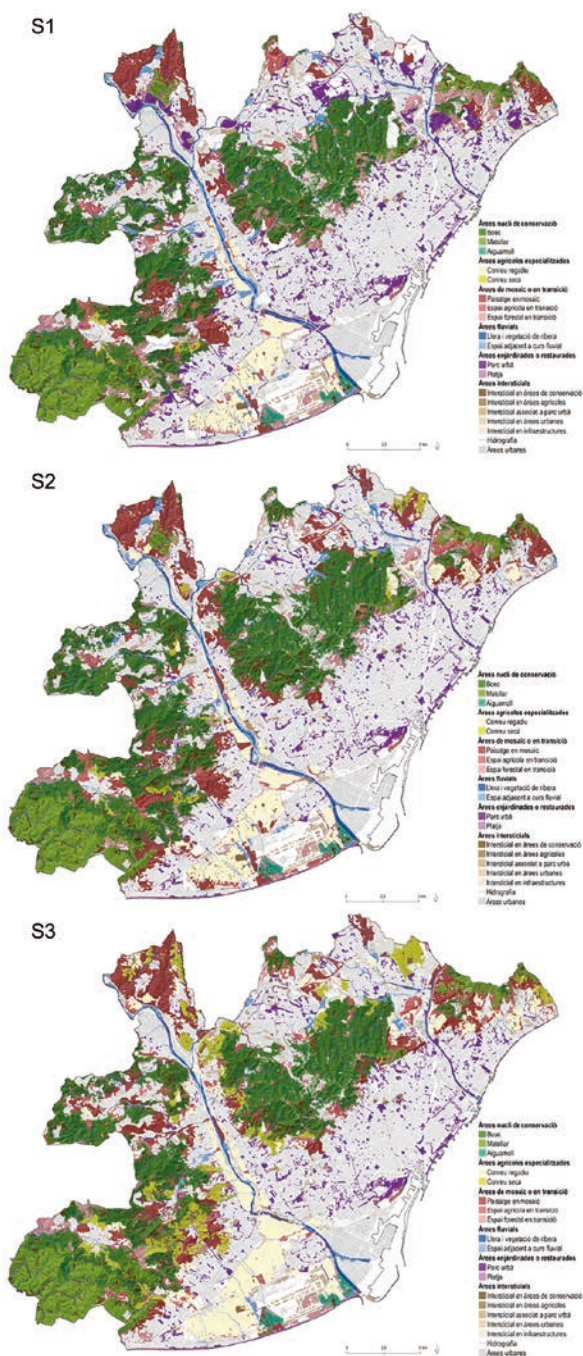 S1
Àrees nucli de conservació
Bosc
Matollar
Aiguamoll
Àrees agrícoles especialitzades
Conreu regadiu
Conreu secà
Àrees de mosaic o en transició
Paisatge en mosaic
Espai agrícola en transició
Espai forestal en transició
Àrees fluvials
Llera i vegetació de ribera
Espai adjacent a curs fluvial
Àrees enjardinades o restaurades
Parc urbà
Platja
Àrees intersticials
Intersticial en àrees de conservació
Intersticial en àrees agrícoles
Intersticial associat a parc urbà
Intersticial en àrees urbanes
Intersticial en infraestructures
Hidrografia
Àrees urbanes
S2
Àrees nucli de conservació
Bosc
Matollar
Aiguamoll
Àrees agrícoles especialitzades
Conreu regadiu
Conreu secà
Àrees de mosaic o en transició
Paisatge en mosaic
Espai agrícola en transició
Espai forestal en transició
Àrees fluvials
Llera i vegetació de ribera
Espai adjacent a curs fluvial
Àrees enjardinades o restaurades
Parc urbà
Platja
Àrees intersticials
Intersticial en àrees de conservació
Intersticial en àrees agrícoles
Intersticial associat a parc urbà
Intersticial en àrees urbanes
Intersticial en infraestructures
Hidrografia
Àrees urbanes
S3
Àrees nucli de conservació
Bosc
Matollar
Aiguamoll
Àrees agrícoles especialitzades
Conreu regadiu
Conreu secà
Àrees de mosaic o en transició
Paisatge en mosaic
Espai agrícola en transició
Espai forestal en transició
Àrees fluvials
Llera i vegetació de ribera
Espai adjacent a curs fluvial
Àrees enjardinades o restaurades
Parc urbà
Platja
Àrees intersticials
Intersticial en àrees de conservació
Intersticial en àrees agrícoles
Intersticial associat a parc urbà
Intersticial en àrees urbanes
Intersticial en infraestructures
Hidrografia
Àrees urbanes